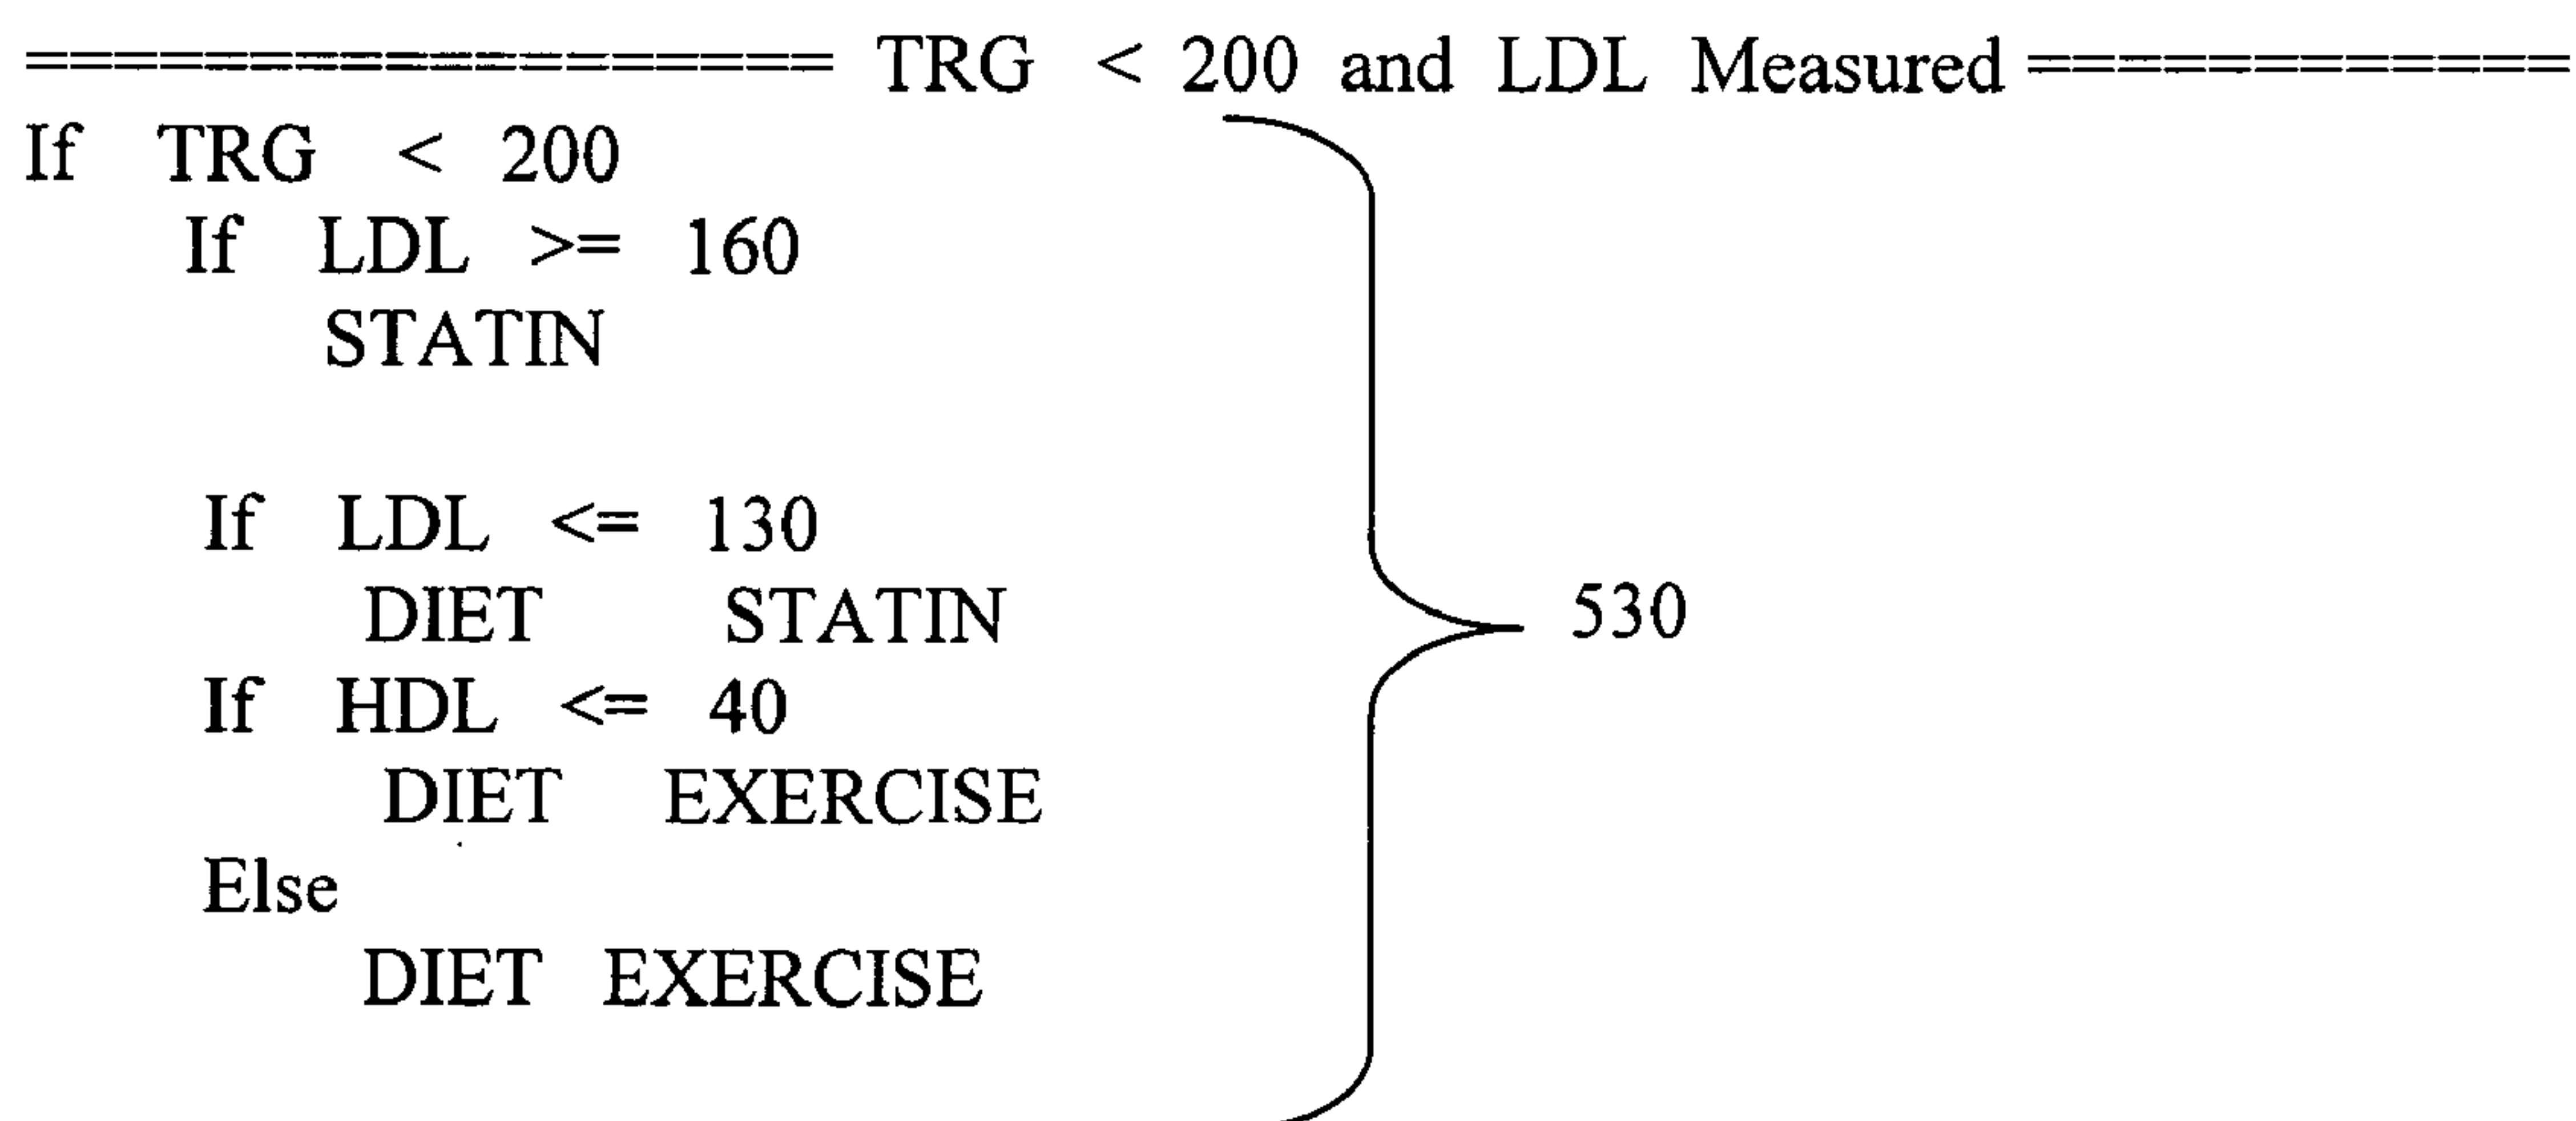 ================== TRG < 200 and LDL Measured ============
If TRG < 200
If LDL >= 160
STATIN
If LDL <= 130
DIET STATIN
If HDL <= 40
DIET EXERCISE
Else
DIET EXERCISE
530